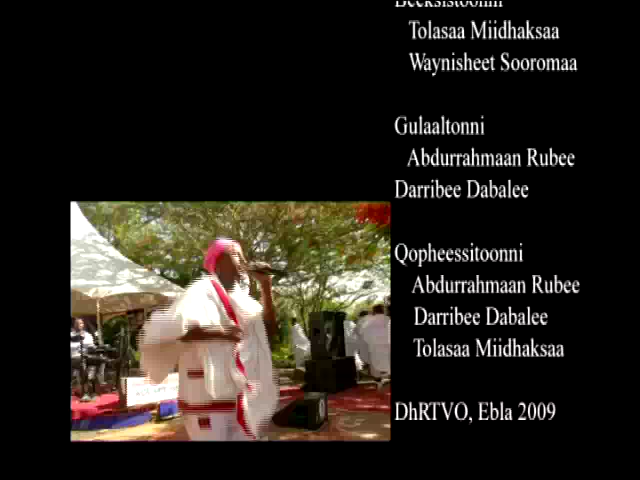 Beeksistoonni
Tolasaa Miidhaksaa
Waynisheet Sooromaa
Gulaaltonni
Abdurrahmaan Rubee
Darribee Dabalee
Qopheessitoonni
Abdurrahmaan Rubee
Darribee Dabalee
Tolasaa Miidhaksaa
DhRTVO, Ebla 2009